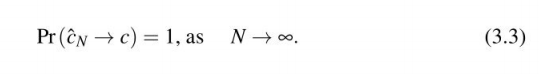 Pr(ĉ_N → c) = 1, as N → ∞. (3.3)